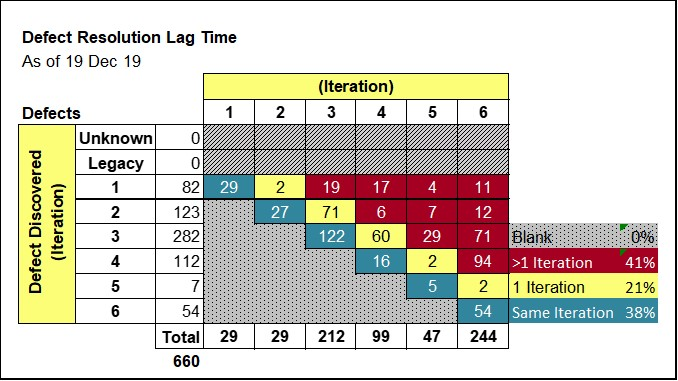 Defect Resolution Lag Time
As of 19 Dec 19
(Iteration)
Defects 1 2 3 4 5 6
Defect Discovered
(Iteration)
Unknown 0
Legacy 0
1 82 29 2 19 17 4 11
2 123 27 71 6 7 12
3 282 122 60 29 71 Blank 0%
4 112 16 2 94 >1 Iteration 41%
5 7 5 2 1 Iteration 21%
6 54 54 Same Iteration 38%
Total 29 29 212 99 47 244
660